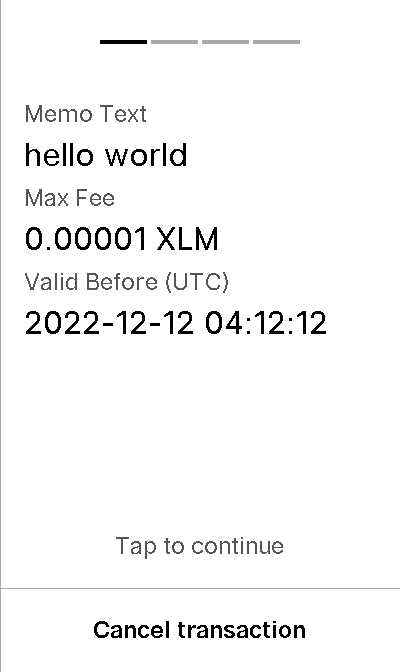 Memo Text
hello world
Max Fee
0.00001 XLM
Valid Before (UTC)
2022-12-12 04:12:12
Tap to continue
Cancel transaction